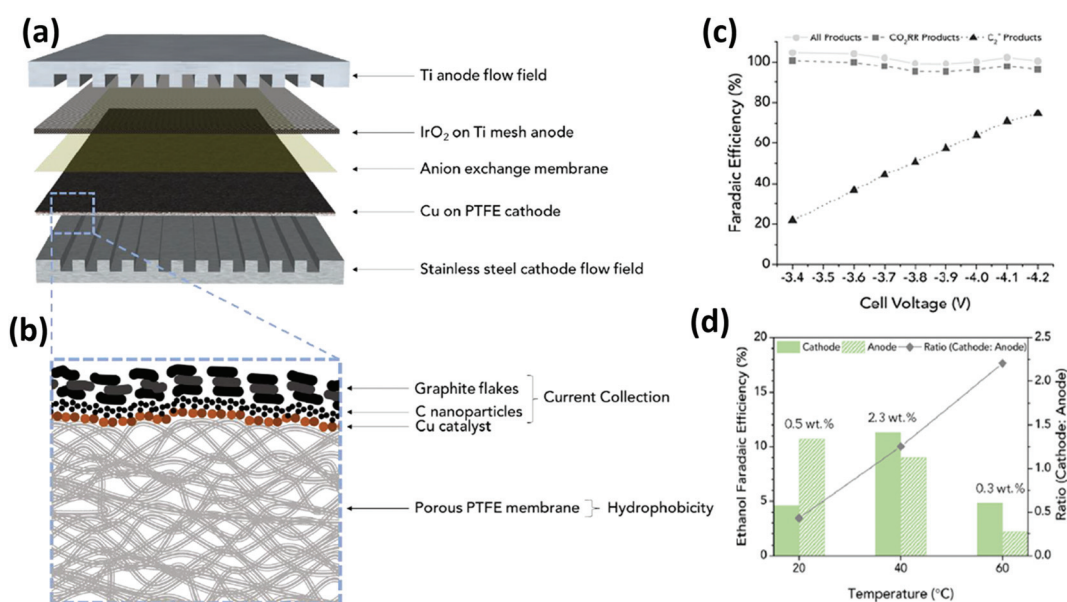 (a)
Ti anode flow field
IrO₂ on Ti mesh anode
Anion exchange membrane
Cu on PTFE cathode
Stainless steel cathode flow field
(b)
Graphite flakes
C nanoparticles
Current Collection
Cu catalyst
Porous PTFE membrane
Hydrophobicity
(c)
All Products
CO₂RR Products
C₂⁺ Products
Faradaic Efficiency (%)
100
80
60
40
20
0
-3.4
-3.5
-3.6
-3.7
-3.8
-3.9
-4.0
-4.1
-4.2
Cell Voltage (V)
(d)
Cathode
Anode
Ratio (Cathode: Anode)
Ethanol Faradaic Efficiency (%)
20
15
10
5
0
0.5 wt.%
2.3 wt.%
0.3 wt.%
2.5
2.0
1.5
1.0
0.5
0.0
Ratio (Cathode: Anode)
20
40
60
Temperature (°C)